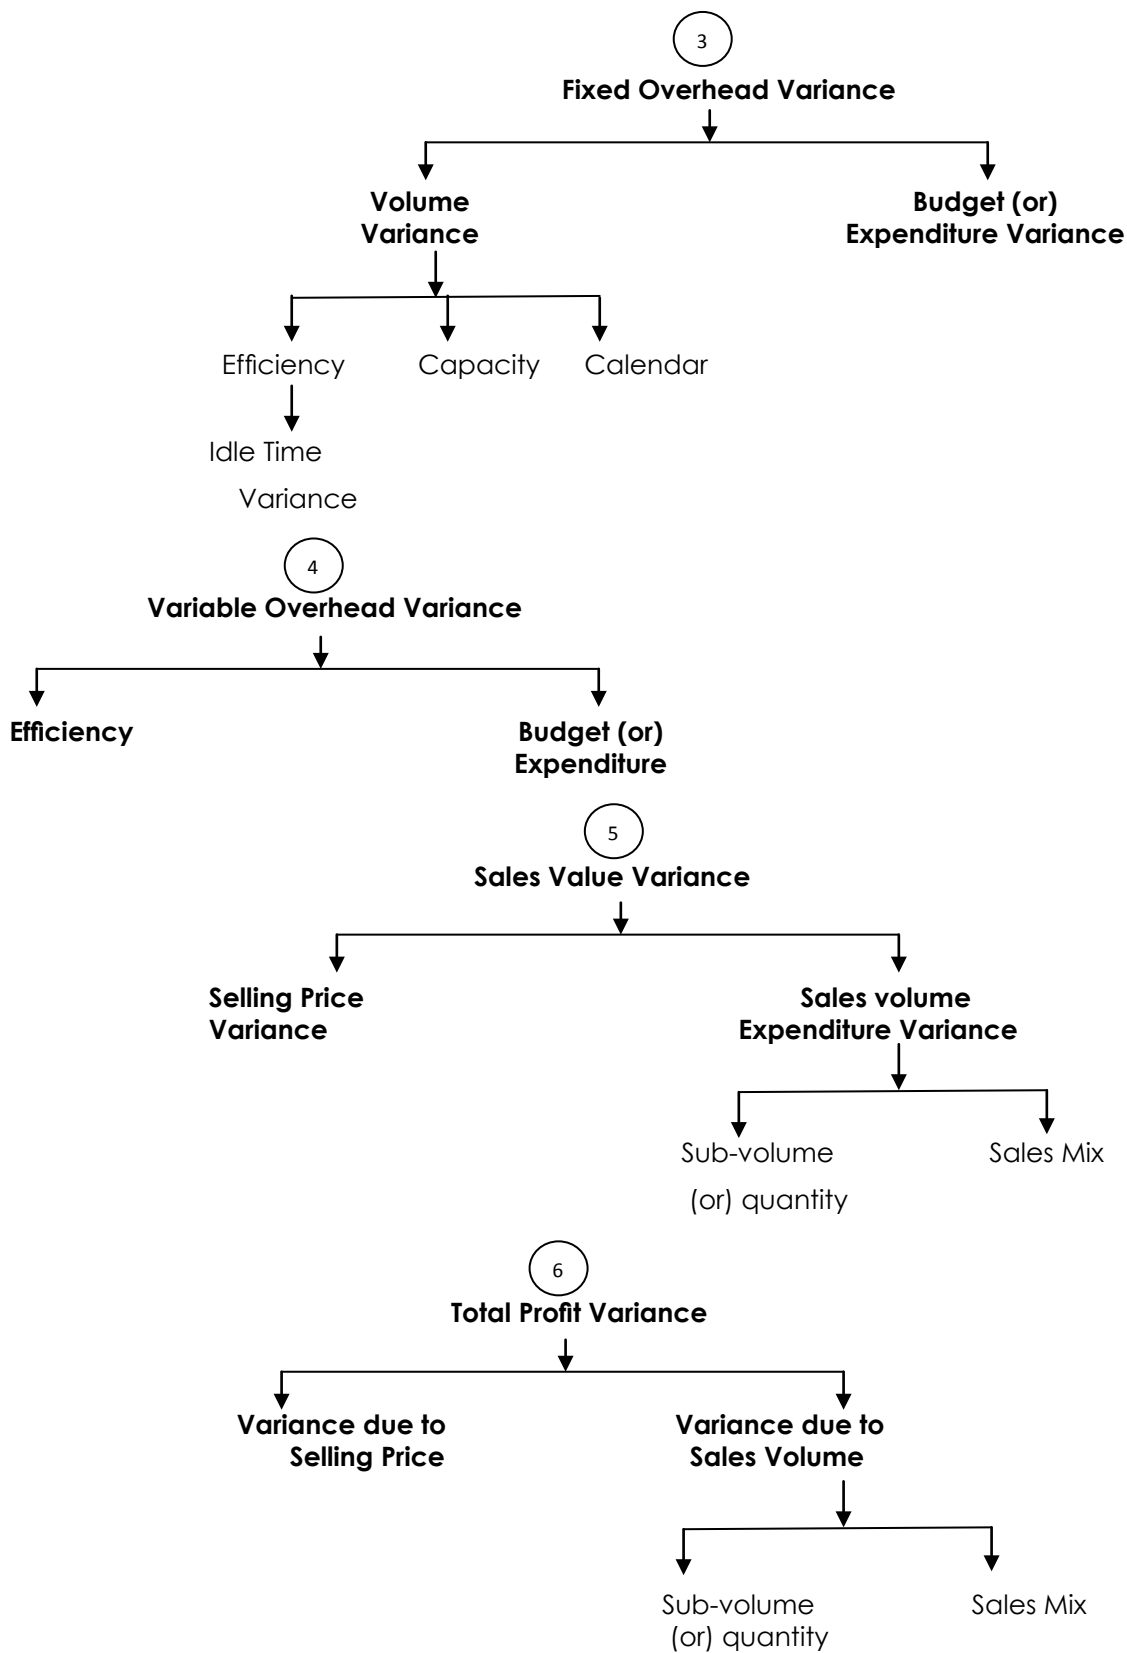 3
Fixed Overhead Variance
Volume
Variance
Budget (or)
Expenditure Variance
Efficiency
Capacity
Calendar
Idle Time
Variance
4
Variable Overhead Variance
Efficiency
Budget (or)
Expenditure
5
Sales Value Variance
Selling Price
Variance
Sales volume
Expenditure Variance
Sub-volume
(or) quantity
Sales Mix
6
Total Profit Variance
Variance due to
Selling Price
Variance due to
Sales Volume
Sub-volume
(or) quantity
Sales Mix